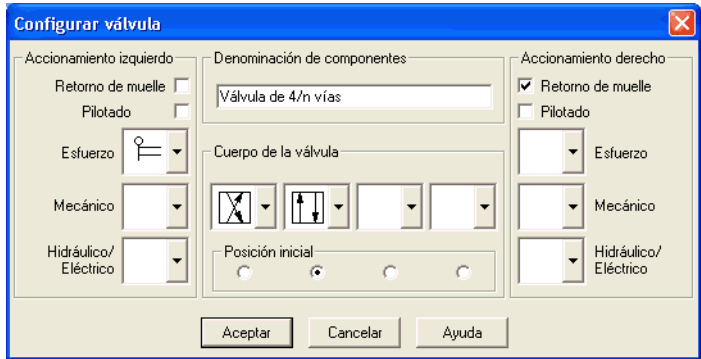 Configurar válvula
Accionamiento izquierdo
Retorno de muelle
Pilotado
Esfuerzo
Mecánico
Hidráulico/
Eléctrico
Denominación de componentes
Válvula de 4/n vías
Cuerpo de la válvula
Posición inicial
Accionamiento derecho
Retorno de muelle
Pilotado
Esfuerzo
Mecánico
Hidráulico/
Eléctrico
Aceptar
Cancelar
Ayuda